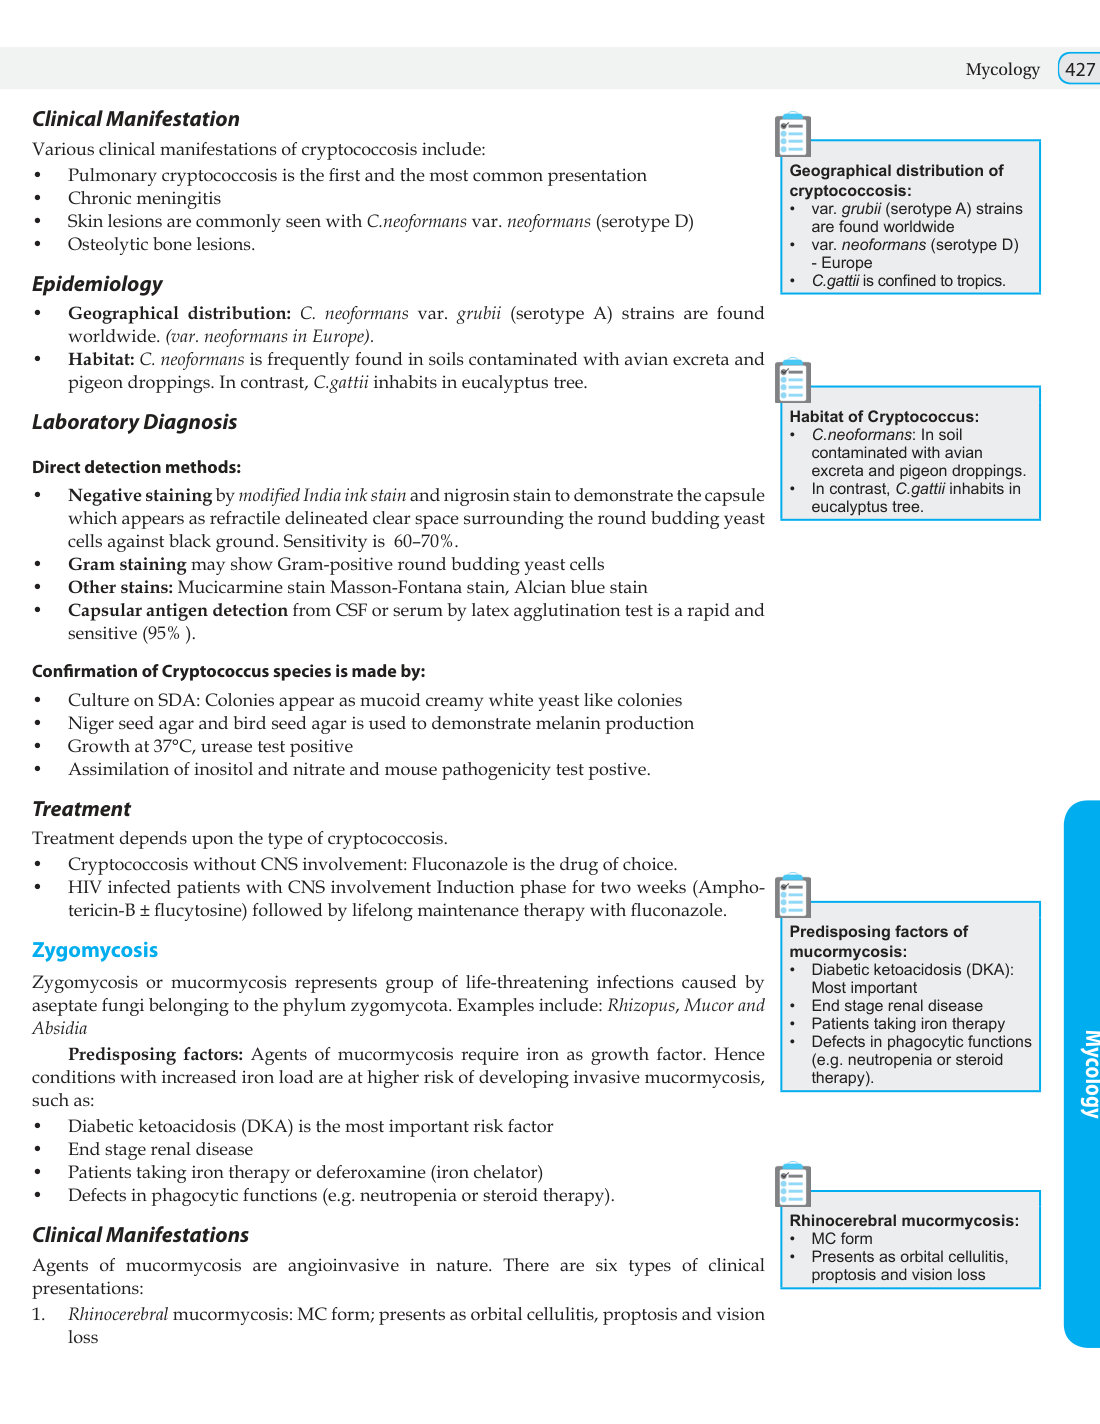 Mycology 427
Clinical Manifestation
Various clinical manifestations of cryptococcosis include:
• Pulmonary cryptococcosis is the first and the most common presentation
• Chronic meningitis
• Skin lesions are commonly seen with C.neoformans var. neoformans (serotype D)
• Osteolytic bone lesions.
Epidemiology
• Geographical distribution: C. neoformans var. grubii (serotype A) strains are found
worldwide. (var. neoformans in Europe).
• Habitat: C. neoformans is frequently found in soils contaminated with avian excreta and
pigeon droppings. In contrast, C.gattii inhabits in eucalyptus tree.
Laboratory Diagnosis
Direct detection methods:
• Negative staining by modified India ink stain and nigrosin stain to demonstrate the capsule
which appears as refractile delineated clear space surrounding the round budding yeast
cells against black ground. Sensitivity is 60–70%.
• Gram staining may show Gram-positive round budding yeast cells
• Other stains: Mucicarmine stain Masson-Fontana stain, Alcian blue stain
• Capsular antigen detection from CSF or serum by latex agglutination test is a rapid and
sensitive (95% ).
Confirmation of Cryptococcus species is made by:
• Culture on SDA: Colonies appear as mucoid creamy white yeast like colonies
• Niger seed agar and bird seed agar is used to demonstrate melanin production
• Growth at 37°C, urease test positive
• Assimilation of inositol and nitrate and mouse pathogenicity test postive.
Treatment
Treatment depends upon the type of cryptococcosis.
• Cryptococcosis without CNS involvement: Fluconazole is the drug of choice.
• HIV infected patients with CNS involvement Induction phase for two weeks (Ampho-
tericin-B ± flucytosine) followed by lifelong maintenance therapy with fluconazole.
Zygomycosis
Zygomycosis or mucormycosis represents group of life-threatening infections caused by
aseptate fungi belonging to the phylum zygomycota. Examples include: Rhizopus, Mucor and
Absidia
Predisposing factors: Agents of mucormycosis require iron as growth factor. Hence
conditions with increased iron load are at higher risk of developing invasive mucormycosis,
such as:
• Diabetic ketoacidosis (DKA) is the most important risk factor
• End stage renal disease
• Patients taking iron therapy or deferoxamine (iron chelator)
• Defects in phagocytic functions (e.g. neutropenia or steroid therapy).
Clinical Manifestations
Agents of mucormycosis are angioinvasive in nature. There are six types of clinical
presentations:
1. Rhinocerebral mucormycosis: MC form; presents as orbital cellulitis, proptosis and vision
loss
Geographical distribution of
cryptococcosis:
• var. grubii (serotype A) strains
are found worldwide
• var. neoformans (serotype D)
- Europe
• C.gattii is confined to tropics.
Habitat of Cryptococcus:
• C.neoformans: In soil
contaminated with avian
excreta and pigeon droppings.
• In contrast, C.gattii inhabits in
eucalyptus tree.
Predisposing factors of
mucormycosis:
• Diabetic ketoacidosis (DKA):
Most important
• End stage renal disease
• Patients taking iron therapy
• Defects in phagocytic functions
(e.g. neutropenia or steroid
therapy).
Rhinocerebral mucormycosis:
• MC form
• Presents as orbital cellulitis,
proptosis and vision loss
Mycology